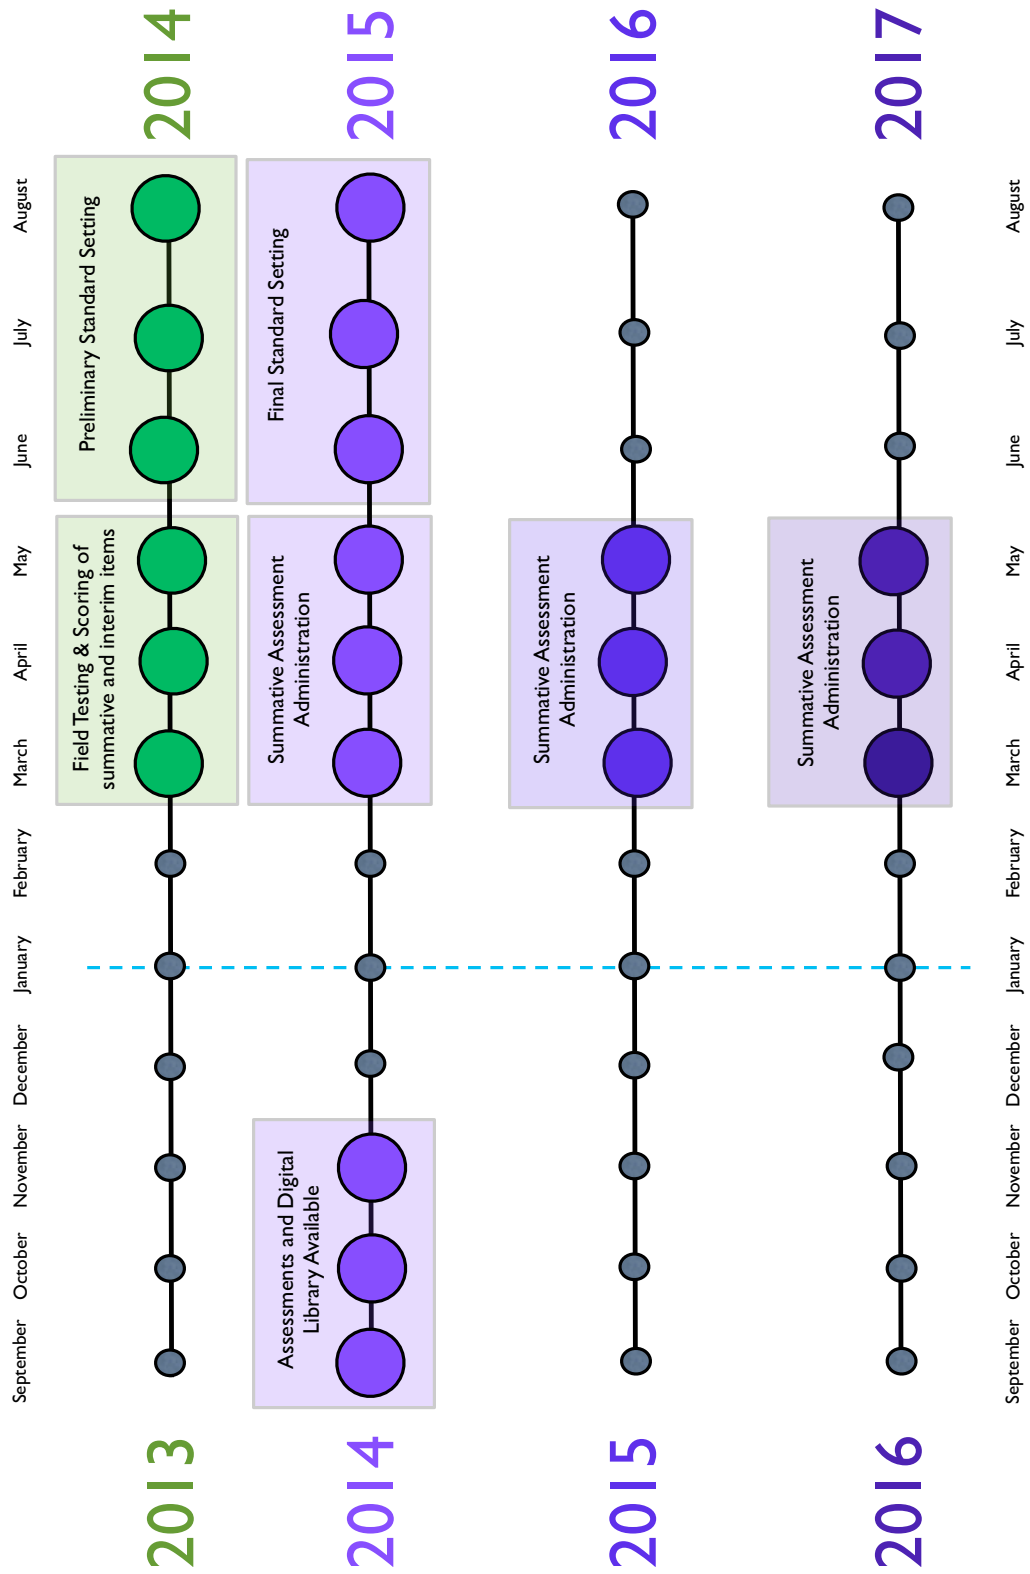 September October November December January February March April May June July August
2013
Field Testing & Scoring of
summative and interim items
Preliminary Standard Setting
2014
2014
Assessments and Digital
Library Available
Summative Assessment
Administration
Final Standard Setting
2015
2015
Summative Assessment
Administration
2016
2016
Summative Assessment
Administration
2017
September October November December January February March April May June July August